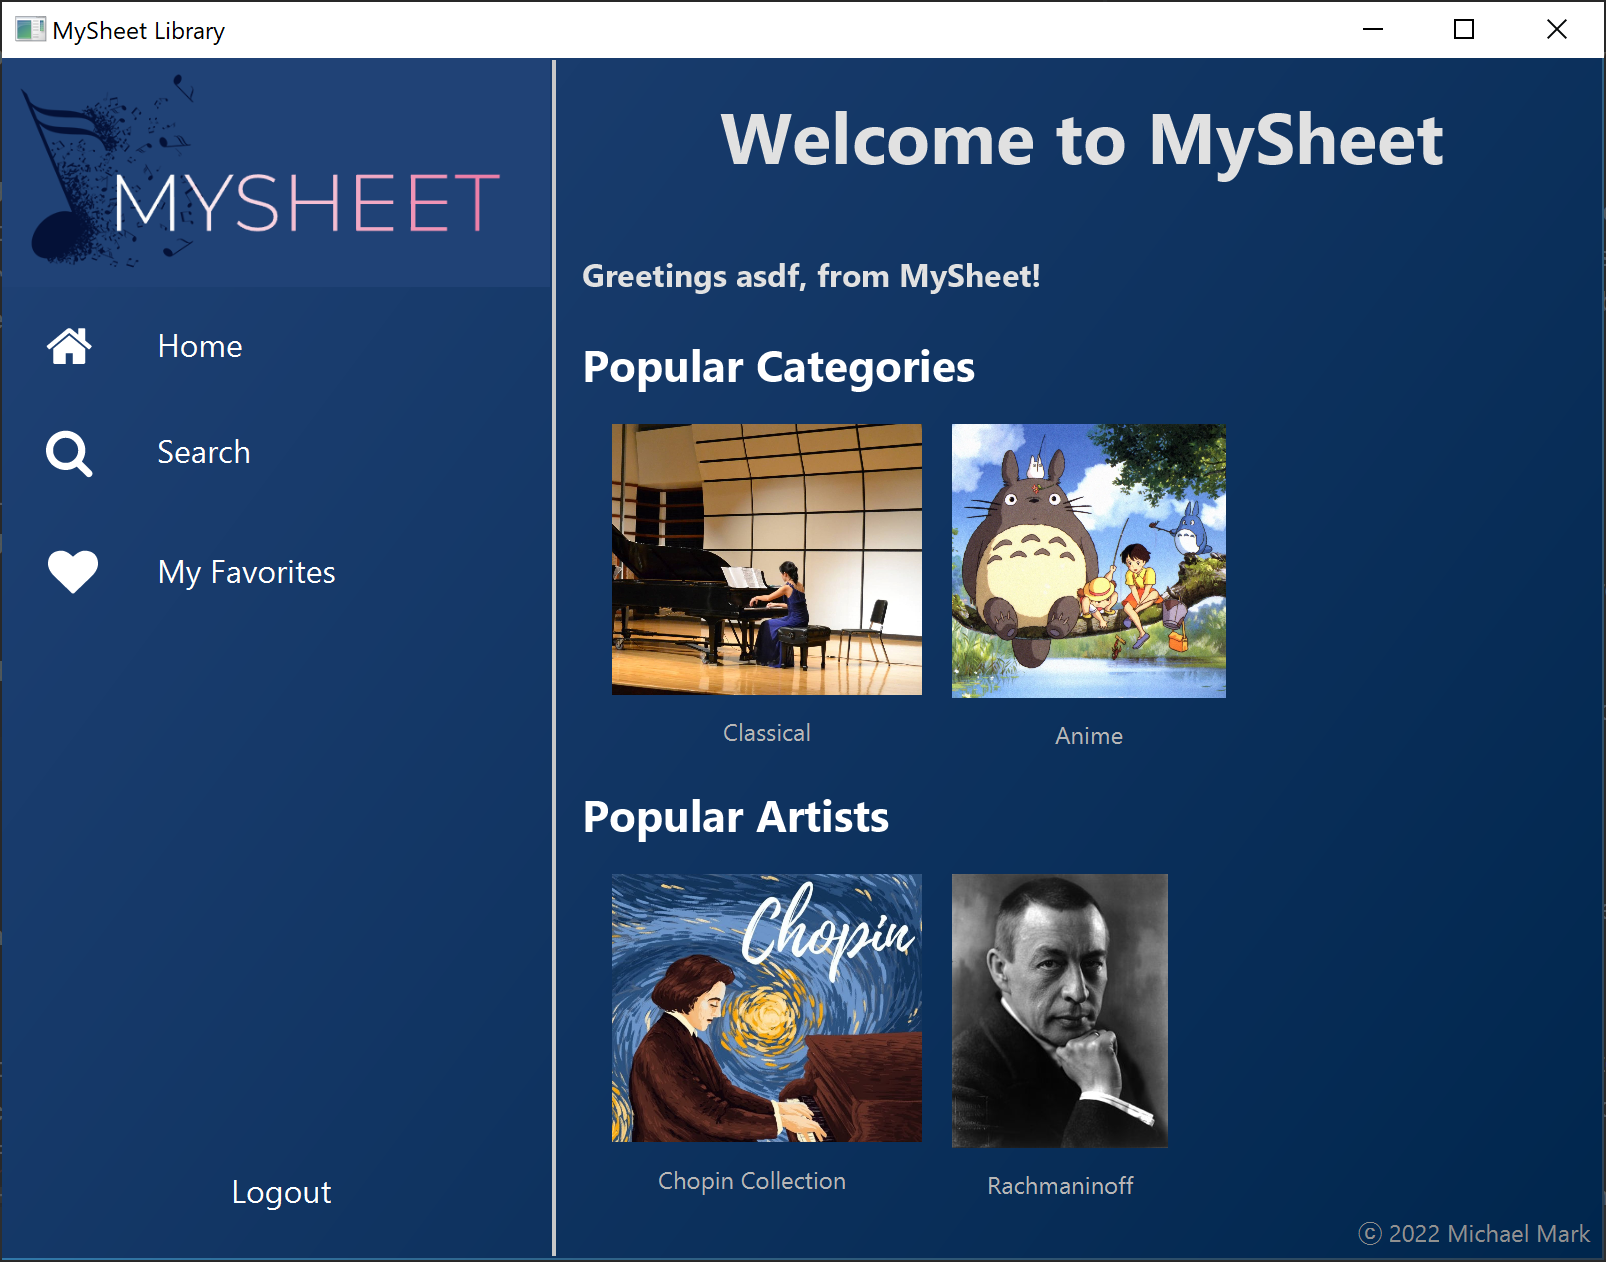 MySheet Library
MYSHEET
Home
Search
My Favorites
Logout
Welcome to MySheet
Greetings asdf, from MySheet!
Popular Categories
Classical
Anime
Popular Artists
Chopin
Chopin Collection
Rachmaninoff
© 2022 Michael Mark